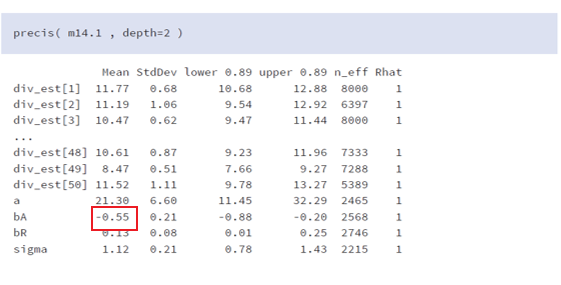 precis( m14.1 , depth=2 )
Mean StdDev lower 0.89 upper 0.89 n_eff Rhat
div_est[1] 11.77 0.68 10.68 12.88 8000 1
div_est[2] 11.19 1.06 9.54 12.92 6397 1
div_est[3] 10.47 0.62 9.47 11.44 8000 1
...
div_est[48] 10.61 0.87 9.23 11.96 7333 1
div_est[49] 8.47 0.51 7.66 9.27 7288 1
div_est[50] 11.52 1.11 9.78 13.27 5389 1
a 21.30 6.60 11.45 32.29 2465 1
bA -0.55 0.21 -0.88 -0.20 2568 1
bR 0.13 0.08 0.01 0.25 2746 1
sigma 1.12 0.21 0.78 1.43 2215 1